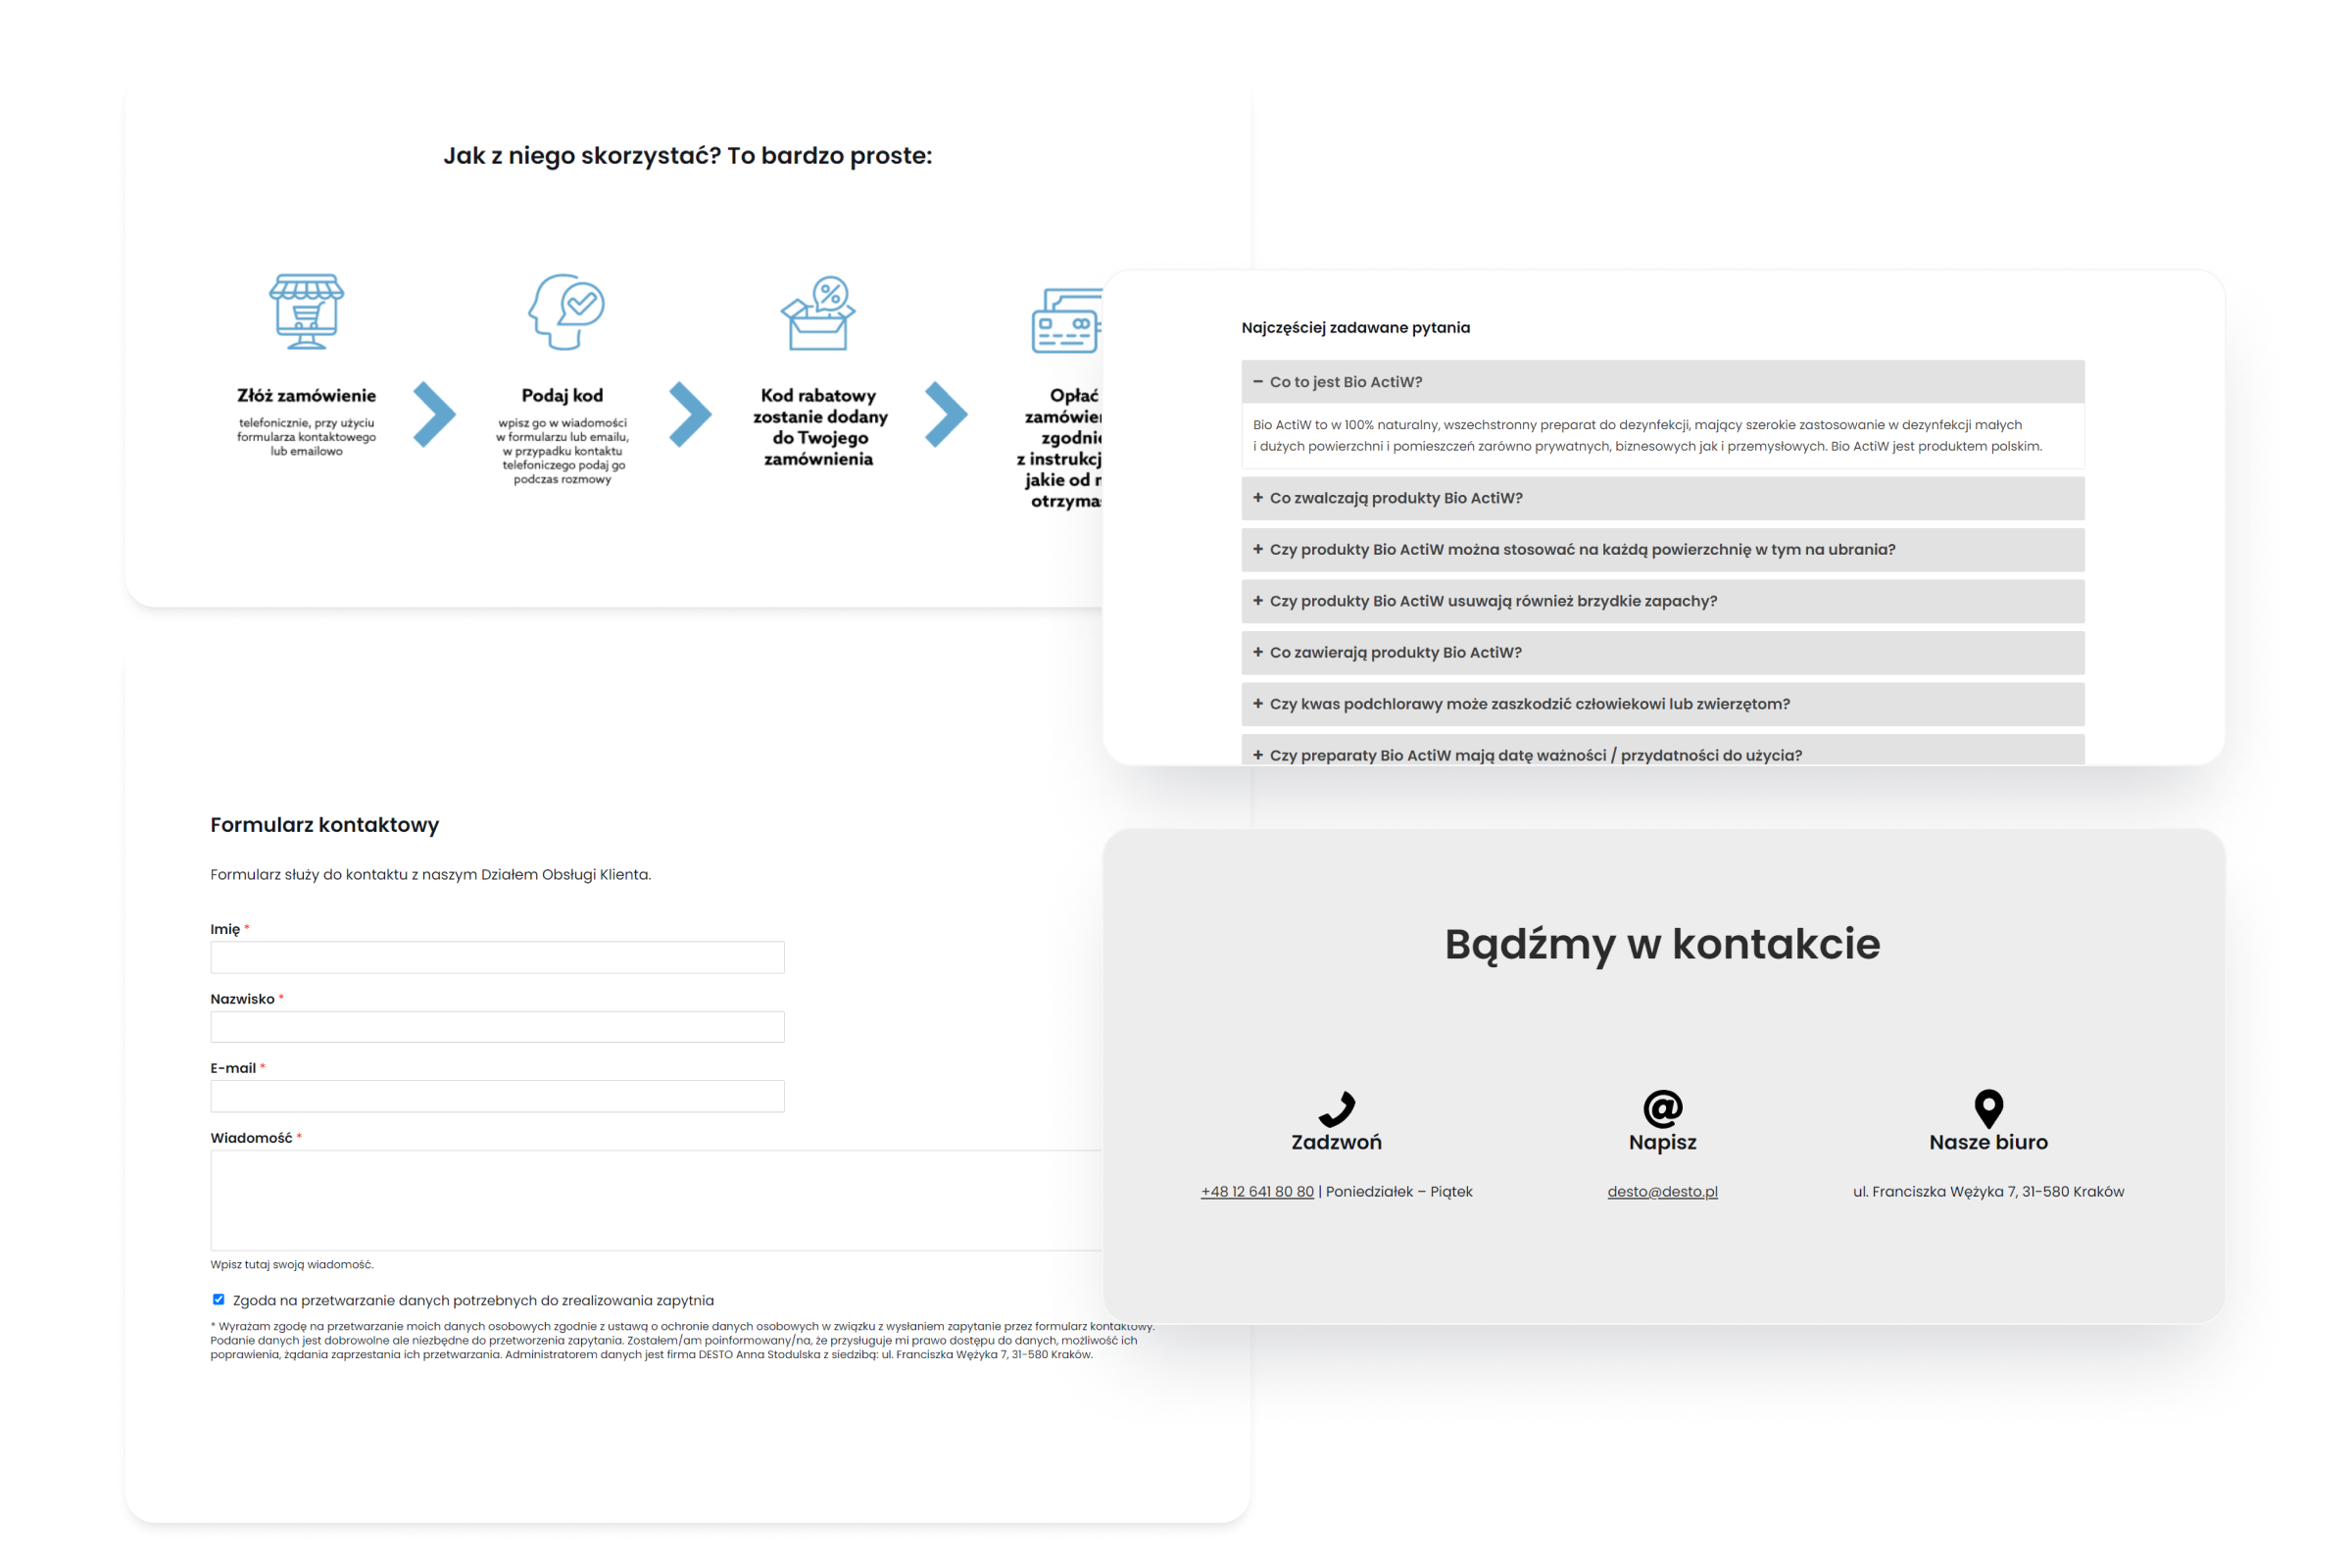 Jak z niego skorzystać? To bardzo proste:
Złóż zamówienie
telefonicznie, przy użyciu
formularza kontaktowego
lub emailowo
Podaj kod
wpisz go w wiadomości
w formularzu lub emailu,
w przypadku kontaktu
telefoniczego podaj go
podczas rozmowy
Kod rabatowy
zostanie dodany
do Twojego
zamównienia
Opłać
z
Najczęściej zadawane pytania
− Co to jest Bio ActiW?
Bio ActiW to w 100% naturalny, wszechstronny preparat do dezynfekcji, mający szerokie zastosowanie w dezynfekcji małych
i dużych powierzchni i pomieszczeń zarówno prywatnych, biznesowych jak i przemysłowych. Bio ActiW jest produktem polskim.
+ Co zwalczają produkty Bio ActiW?
+ Czy produkty Bio ActiW można stosować na każdą powierzchnię w tym na ubrania?
+ Czy produkty Bio ActiW usuwają również brzydkie zapachy?
+ Co zawierają produkty Bio ActiW?
+ Czy kwas podchlorawy może zaszkodzić człowiekowi lub zwierzętom?
+ Czy preparaty Bio ActiW mają datę ważności / przydatności do użycia?
Formularz kontaktowy
Formularz służy do kontaktu z naszym Działem Obsługi Klienta.
Imię *
Nazwisko *
E-mail *
Wiadomość *
Wpisz tutaj swoją wiadomość.
Zgoda na przetwarzanie danych potrzebnych do zrealizowania zapytnia
* Wyrażam zgodę na przetwarzanie moich danych osobowych zgodnie z ustawą o ochronie danych osobowych w związku z wysłaniem zapytanie przez formularz kontaktowy.
Podanie danych jest dobrowolne ale niezbędne do przetworzenia zapytania. Zostałem/am poinformowany/na, że przysługuje mi prawo dostępu do danych, możliwość ich
poprawienia, żądania zaprzestania ich przetwarzania. Administratorem danych jest firma DESTO Anna Stodulska z siedzibą: ul. Franciszka Wężyka 7, 31-580 Kraków.
Bądźmy w kontakcie
Zadzwoń
+48 12 641 80 80 | Poniedziałek – Piątek
Napisz
desto@desto.pl
Nasze biuro
ul. Franciszka Wężyka 7, 31-580 Kraków